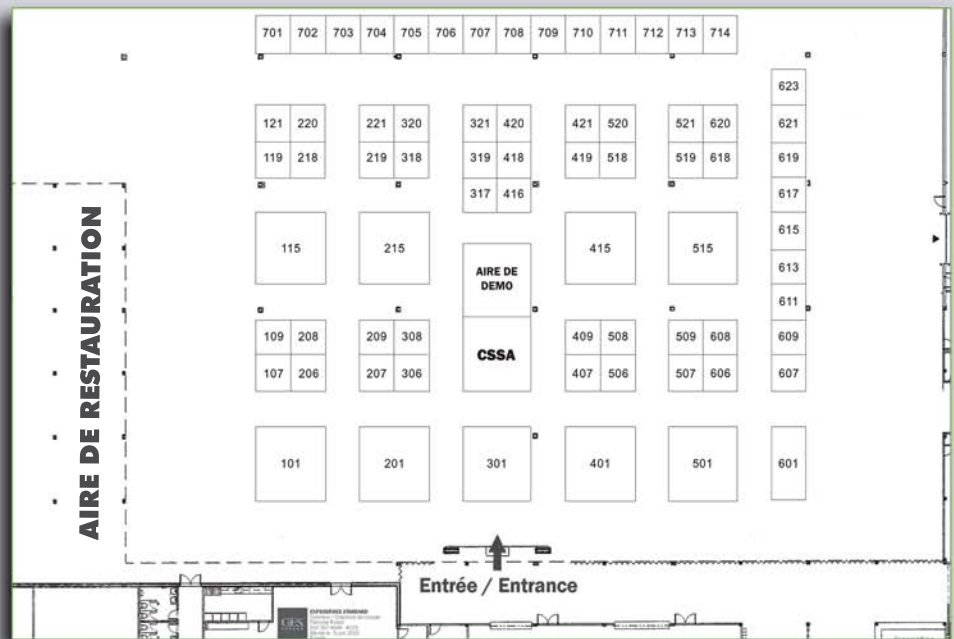 701 702 703 704 705 706 707 708 709 710 711 712 713 714
623
121 220 221 320 321 420 421 520 521 620 621
119 218 219 318 319 418 419 518 519 618 619
317 416 617
115 215 415 515 615
AIRE DE
DEMO
613
611
109 208 209 308 409 508 509 608 609
CSSA
107 206 207 306 407 506 507 606 607
101 201 301 401 501 601
AIRE DE RESTAURATION
Entrée / Entrance
GES